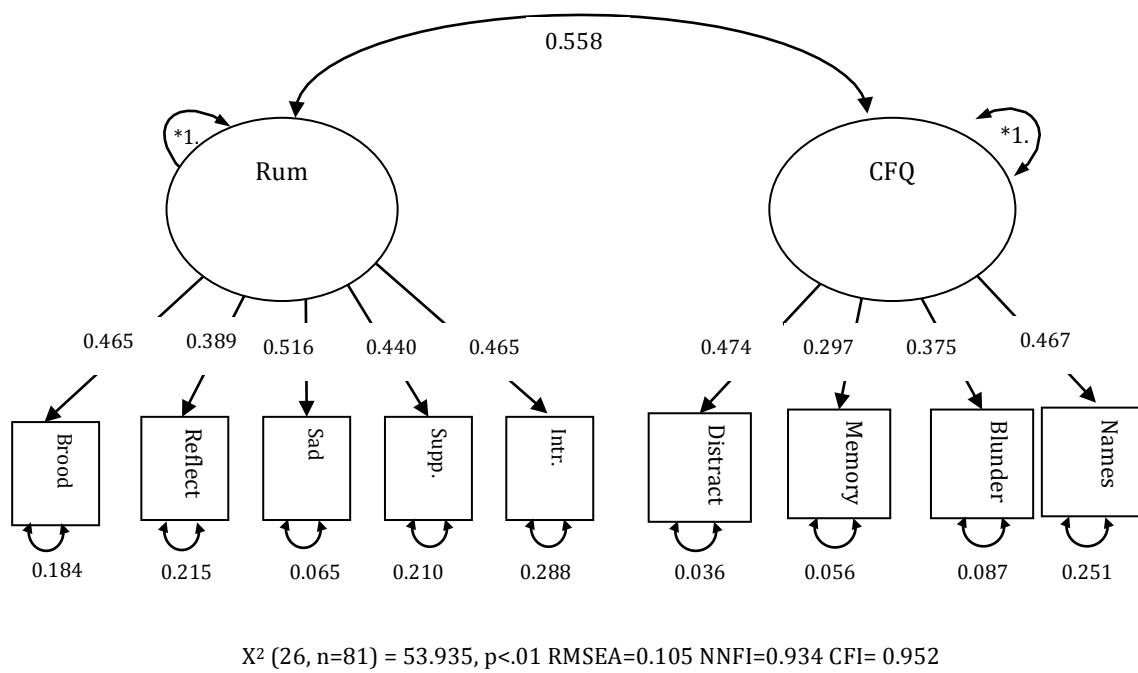 0.558
*1.
*1.
Rum
CFQ
0.465
0.389
0.516
0.440
0.465
0.474
0.297
0.375
0.467
Brood
Reflect
Sad
Supp.
Intr.
Distract
Memory
Blunder
Names
0.184
0.215
0.065
0.210
0.288
0.036
0.056
0.087
0.251
X² (26, n=81) = 53.935, p<.01 RMSEA=0.105 NNFI=0.934 CFI= 0.952